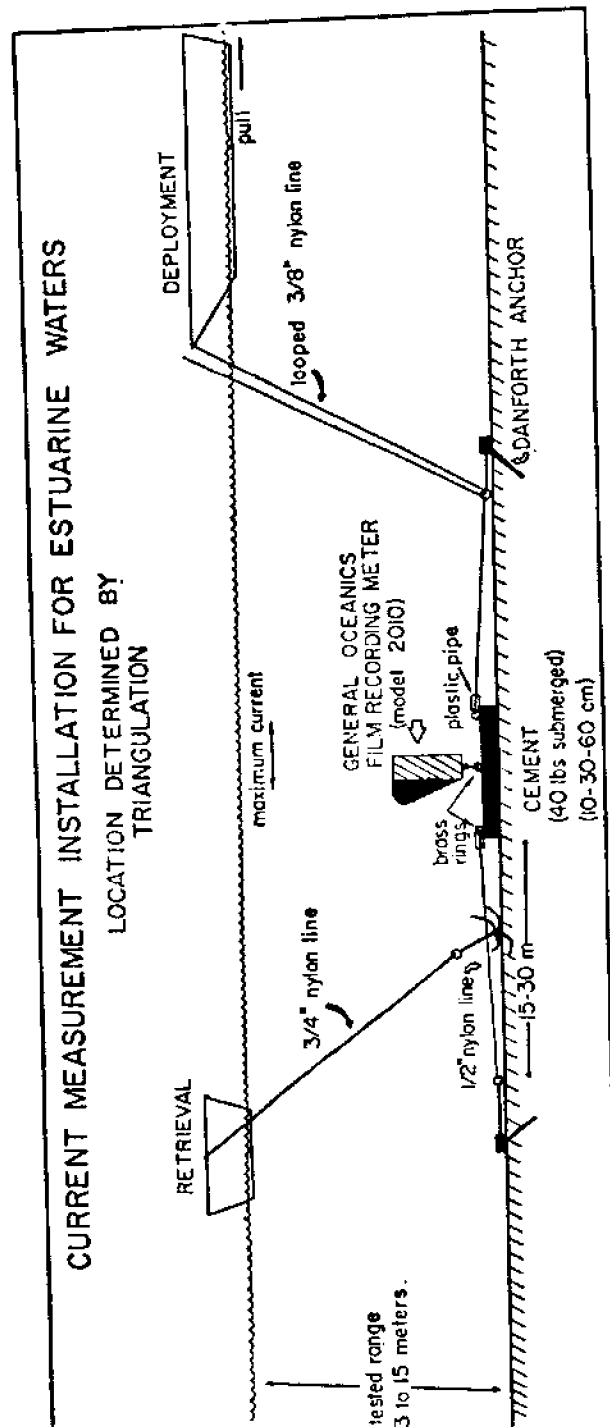 CURRENT MEASUREMENT INSTALLATION FOR ESTUARINE WATERS
LOCATION DETERMINED BY
TRIANGULATION
RETRIEVAL
DEPLOYMENT
pull
maximum current
3/4" nylon line
looped 3/8" nylon line
GENERAL OCEANICS
FILM RECORDING METER
(model 2010)
tested range
3 to 15 meters.
1/2" nylon line
brass
rings
plastic pipe
15-30 m
CEMENT
(40 lbs submerged)
(10-30-60 cm)
DANFORTH ANCHOR